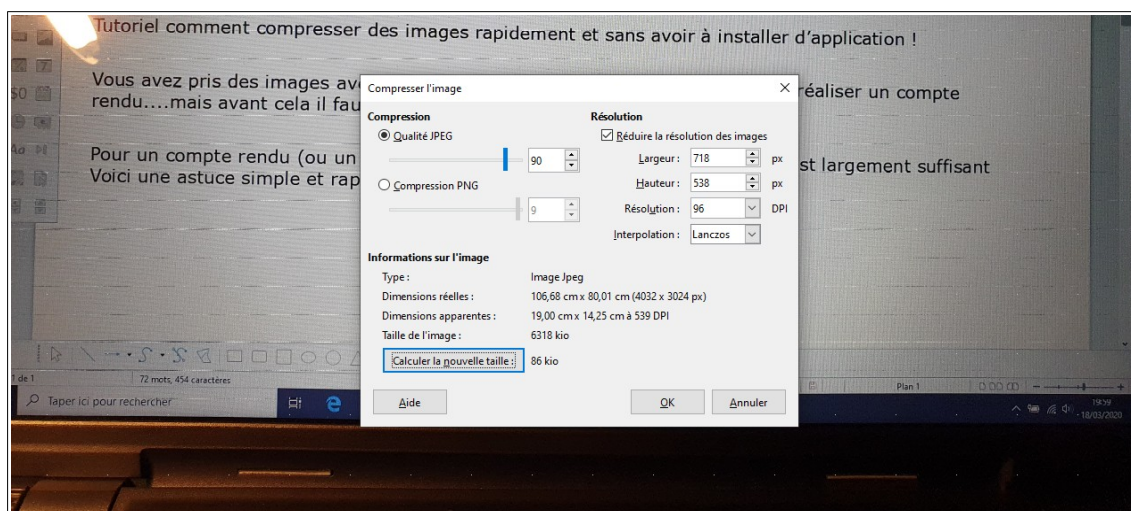 Tutoriel comment compresser des images rapidement et sans avoir à installer d'application !
Vous avez pris des images
réaliser un compte
rendu....mais avant cela il
Pour un compte rendu (ou un
st largement suffisant
Voici une astuce simple et
Compresser l'image
Compression
Qualité JPEG
90
Compression PNG
9
Résolution
Réduire la résolution des images
Largeur : 718 px
Hauteur : 538 px
Résolution : 96 DPI
Interpolation : Lanczos
Informations sur l'image
Type : Image Jpeg
Dimensions réelles : 106,68 cm x 80,01 cm (4032 x 3024 px)
Dimensions apparentes : 19,00 cm x 14,25 cm à 539 DPI
Taille de l'image : 6318 kio
Calculer la nouvelle taille : 86 kio
Aide
OK
Annuler
1 de 1
72 mots, 454 caractères
Plan 1
Taper ici pour rechercher
19:59
18/03/2020